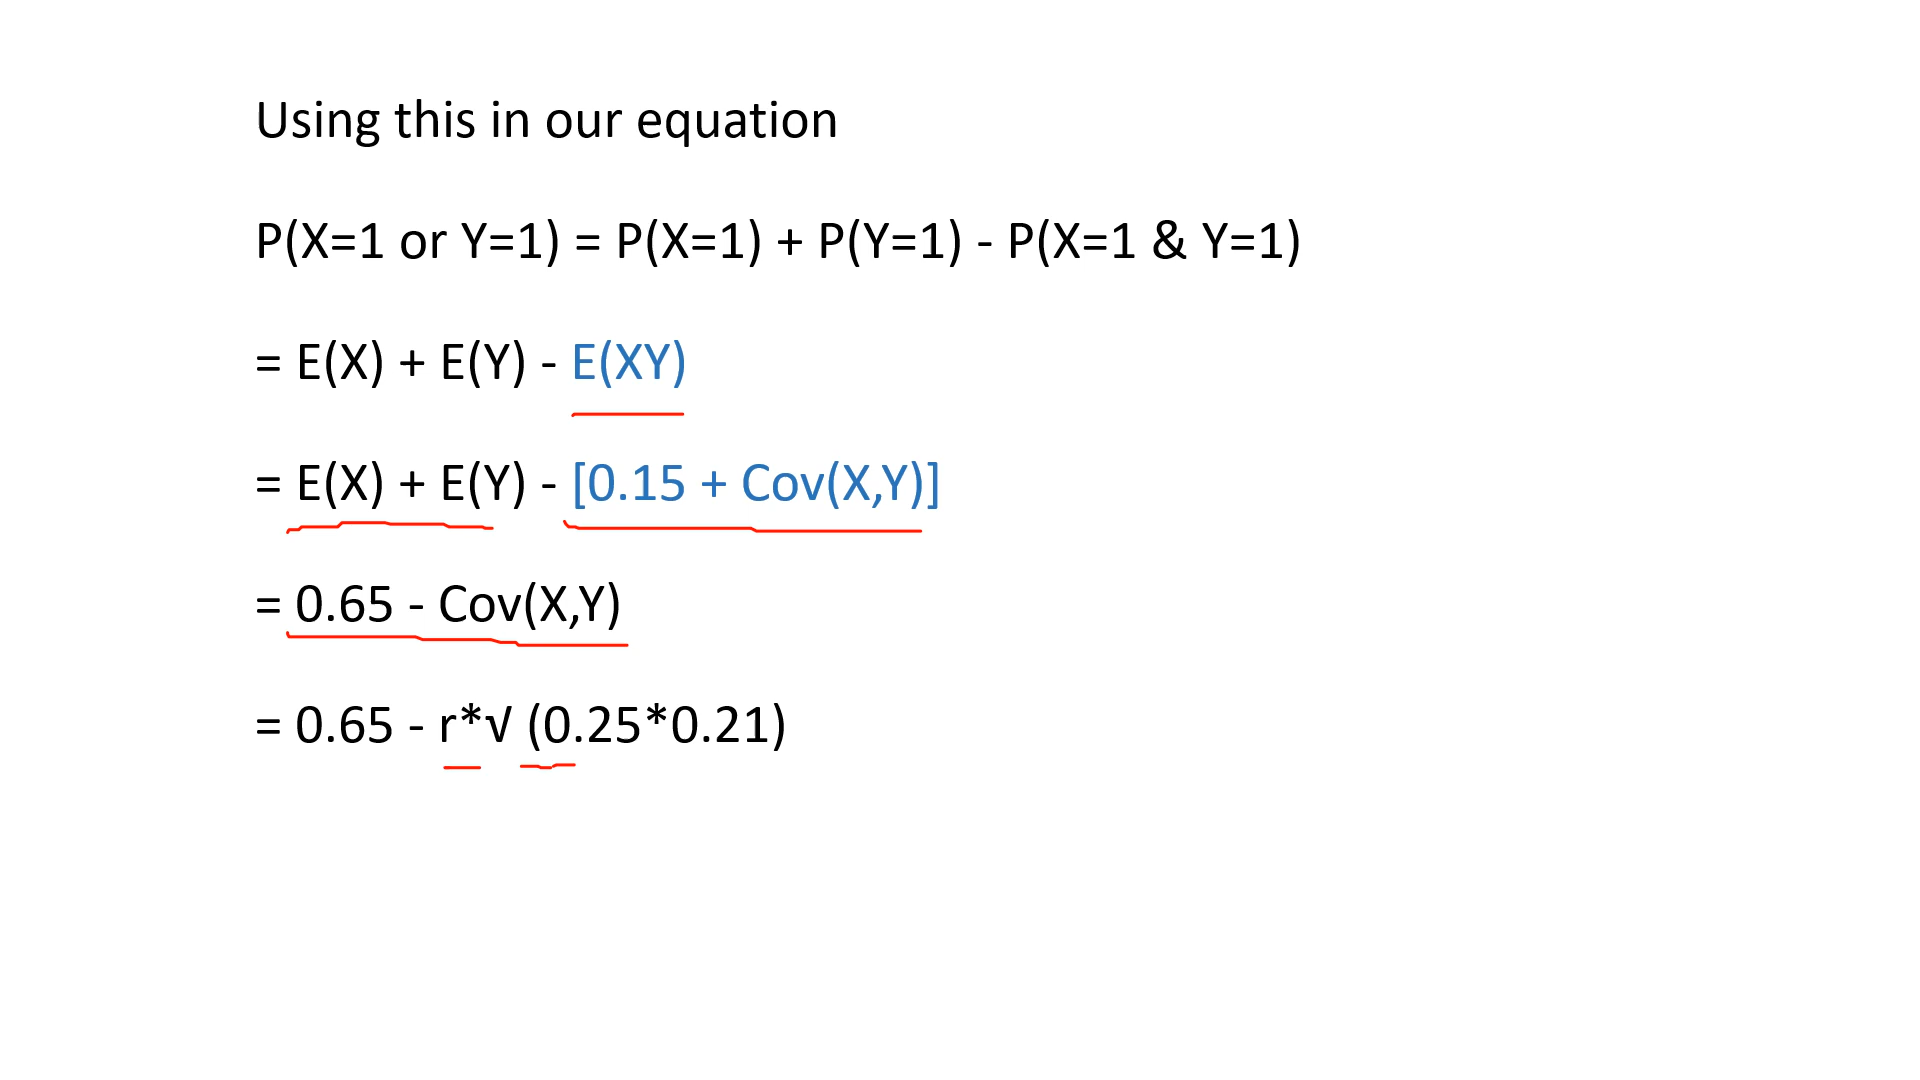 Using this in our equation
P(X=1 or Y=1) = P(X=1) + P(Y=1) - P(X=1 & Y=1)
= E(X) + E(Y) - E(XY)
= E(X) + E(Y) - [0.15 + Cov(X,Y)]
= 0.65 - Cov(X,Y)
= 0.65 - r*√ (0.25*0.21)